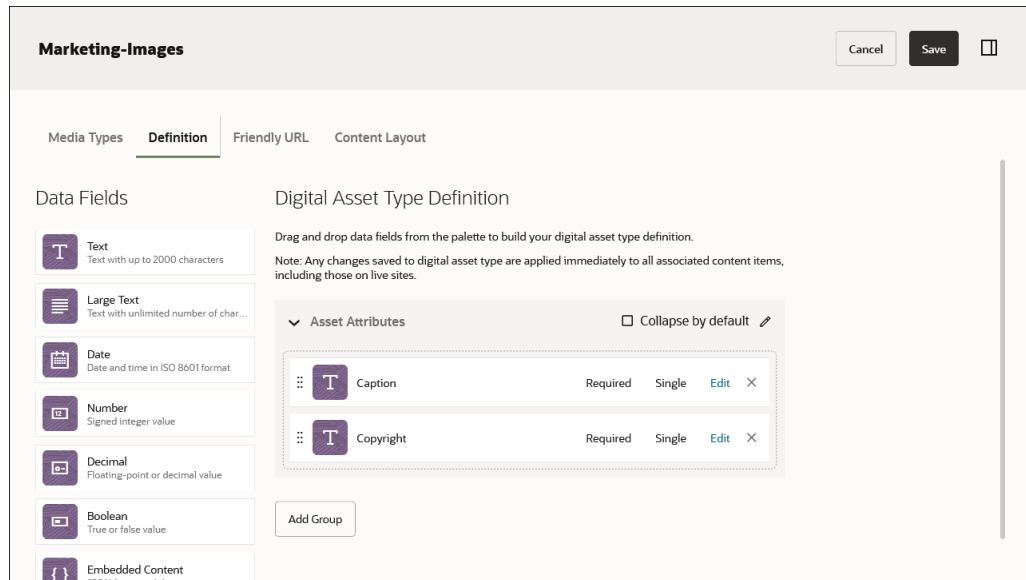 Marketing-Images
Cancel
Save
Media Types
Definition
Friendly URL
Content Layout
Data Fields
Text
Text with up to 2000 characters
Large Text
Text with unlimited number of char...
Date
Date and time in ISO 8601 format
Number
Signed integer value
Decimal
Floating-point or decimal value
Boolean
True or false value
Embedded Content
Digital Asset Type Definition
Drag and drop data fields from the palette to build your digital asset type definition.
Note: Any changes saved to digital asset type are applied immediately to all associated content items,
including those on live sites.
Asset Attributes
Collapse by default
T Caption Required Single Edit
T Copyright Required Single Edit
Add Group